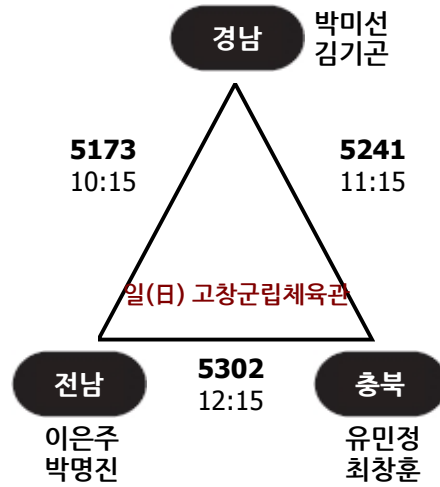 경남
박미선
김기곤
5173
10:15
5241
11:15
일(日) 고창군립체육관
전남
5302
12:15
충북
이은주
박명진
유민정
최창훈